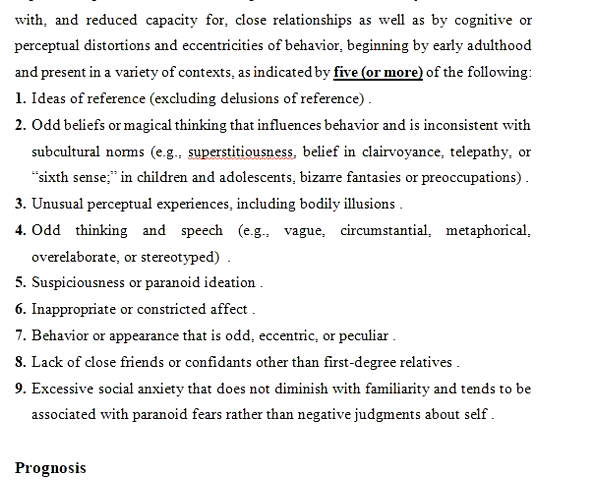 with, and reduced capacity for, close relationships as well as by cognitive or
perceptual distortions and eccentricities of behavior, beginning by early adulthood
and present in a variety of contexts, as indicated by five (or more) of the following:
1. Ideas of reference (excluding delusions of reference) .
2. Odd beliefs or magical thinking that influences behavior and is inconsistent with
subcultural norms (e.g., superstitiousness, belief in clairvoyance, telepathy, or
“sixth sense;” in children and adolescents, bizarre fantasies or preoccupations) .
3. Unusual perceptual experiences, including bodily illusions .
4. Odd thinking and speech (e.g., vague, circumstantial, metaphorical,
overelaborate, or stereotyped) .
5. Suspiciousness or paranoid ideation .
6. Inappropriate or constricted affect .
7. Behavior or appearance that is odd, eccentric, or peculiar .
8. Lack of close friends or confidants other than first-degree relatives .
9. Excessive social anxiety that does not diminish with familiarity and tends to be
associated with paranoid fears rather than negative judgments about self .
Prognosis